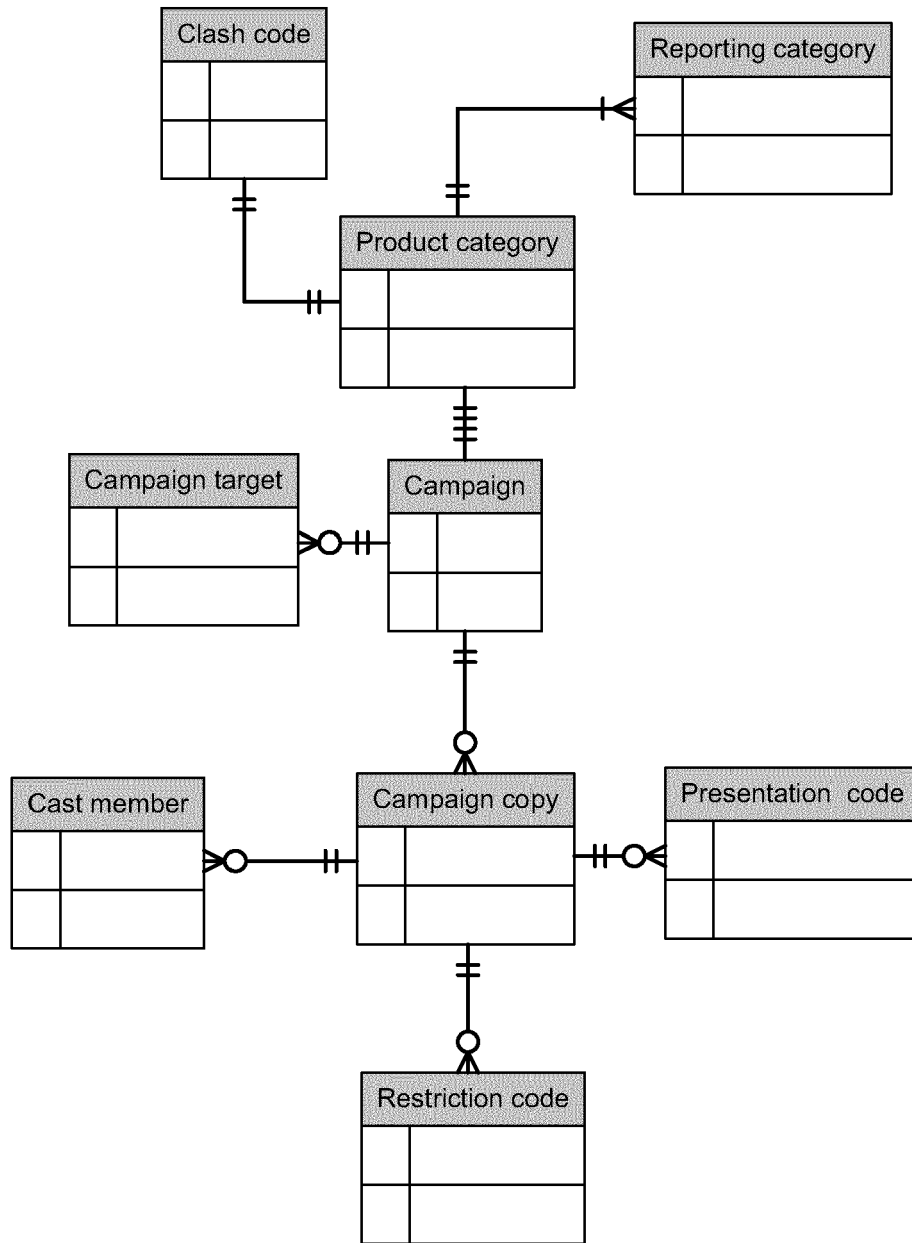 Clash code
Reporting category
Product category
Campaign target
Campaign
Cast member
Campaign copy
Presentation  code
Restriction code